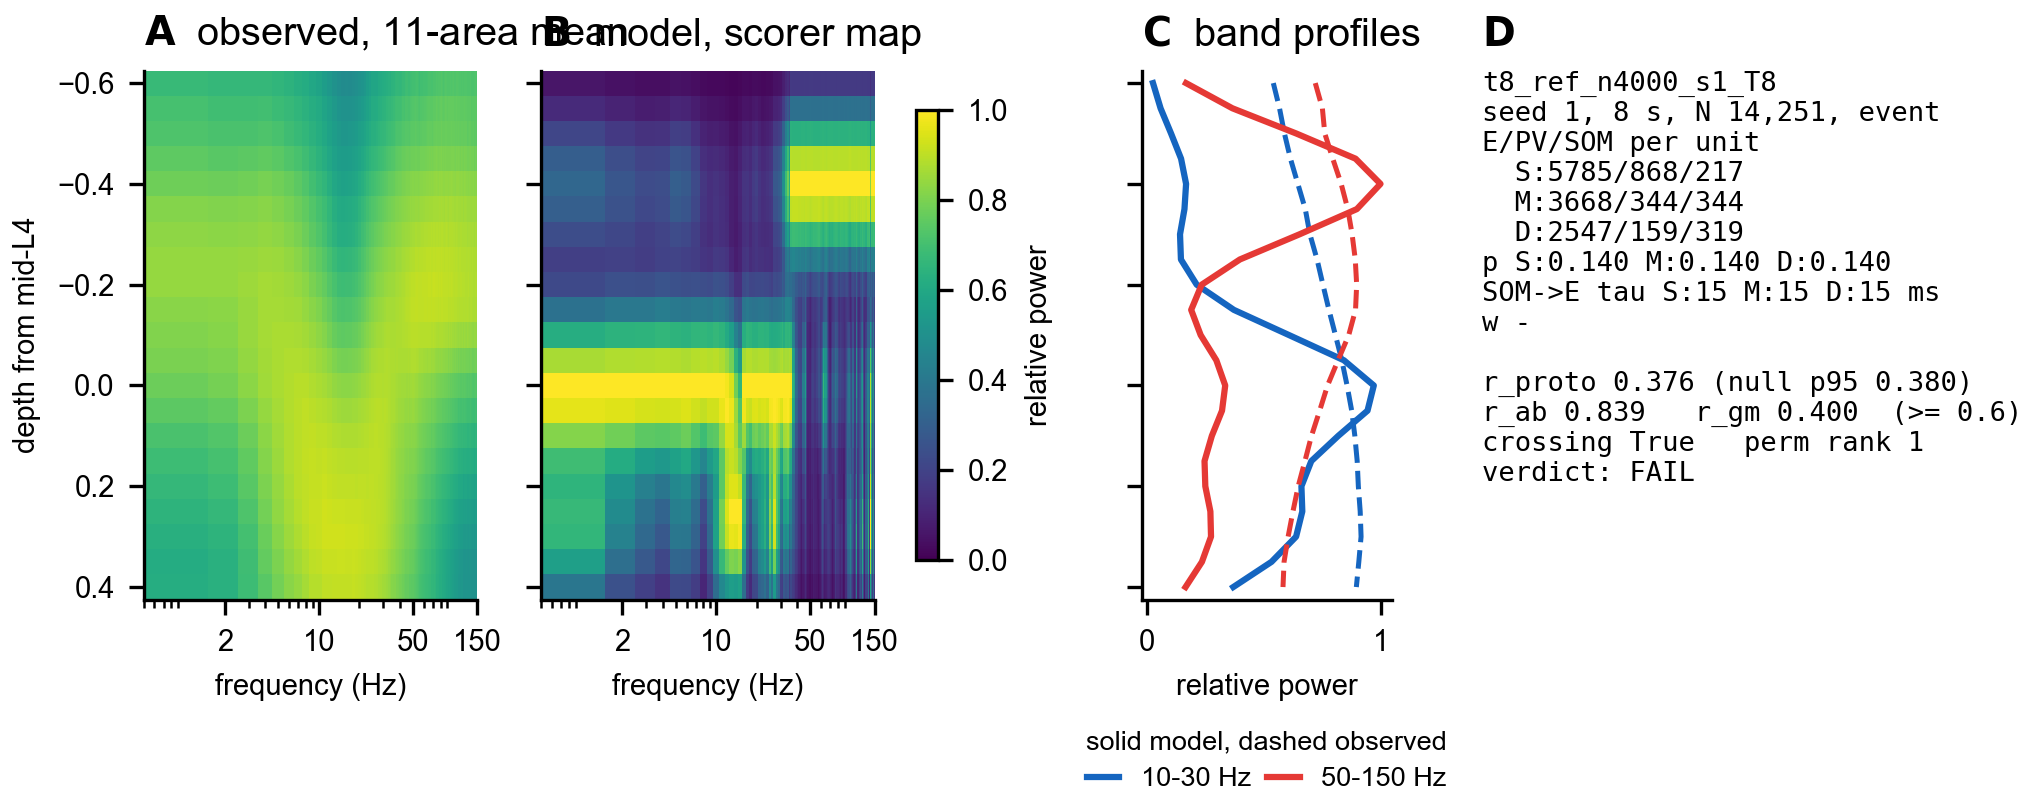 A observed, 11-area mean
B model, scorer map
C band profiles
D
−0.6
−0.4
−0.2
0.0
0.2
0.4
depth from mid-L4
2 10 50 150
frequency (Hz)
2 10 50 150
frequency (Hz)
1.0
0.8
0.6
0.4
0.2
0.0
relative power
0 1
relative power
solid model, dashed observed
10-30 Hz 50-150 Hz
t8_ref_n4000_s1_T8
seed 1, 8 s, N 14,251, event
E/PV/SOM per unit
S:5785/868/217
M:3668/344/344
D:2547/159/319
p S:0.140 M:0.140 D:0.140
SOM->E tau S:15 M:15 D:15 ms
w -
r_proto 0.376 (null p95 0.380)
r_ab 0.839 r_gm 0.400 (>= 0.6)
crossing True perm rank 1
verdict: FAIL